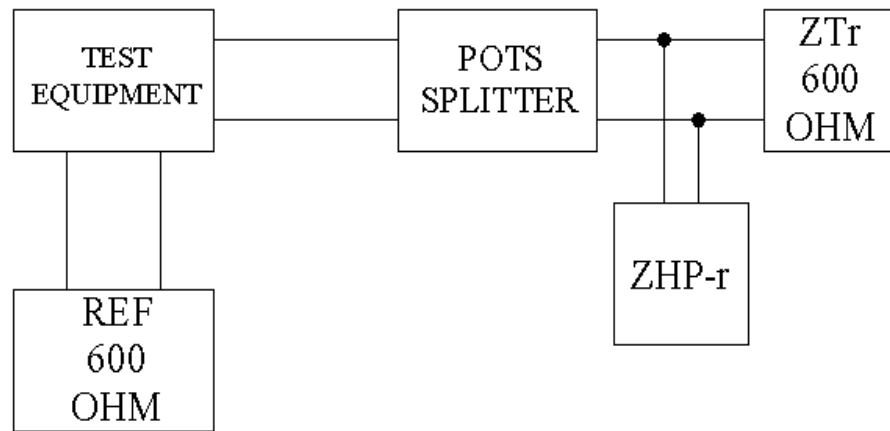 TEST
EQUIPMENT
POTS
SPLITTER
ZTr
600
OHM
ZHP-r
REF
600
OHM